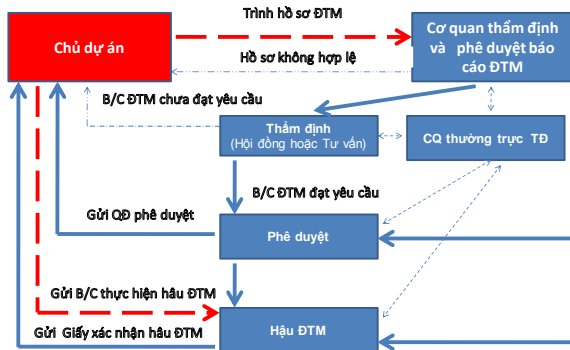 Trình hồ sơ ĐTM
Chủ dự án
Cơ quan thẩm định
và phê duyệt báo
cáo ĐTM
Hồ sơ không hợp lệ
B/C ĐTM chưa đạt yêu cầu
Thẩm định
(Hội đồng hoặc Tư vấn)
CQ thường trực TĐ
B/C ĐTM đạt yêu cầu
Gửi QĐ phê duyệt
Phê duyệt
Gửi B/C thực hiện hâu ĐTM
Gửi Giấy xác nhận hâu ĐTM
Hậu ĐTM